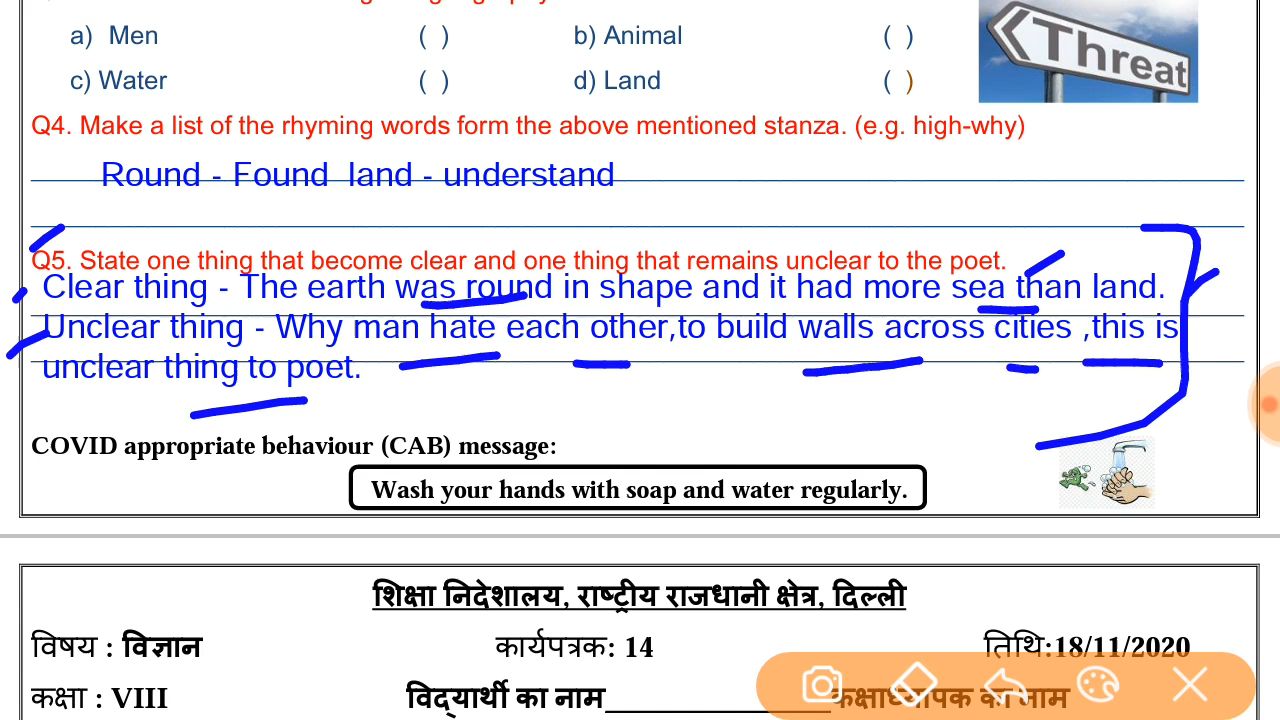 a) Men ( ) b) Animal ( )
c) Water ( ) d) Land ( )
Threat
Q4. Make a list of the rhyming words form the above mentioned stanza. (e.g. high-why)
Round - Found land - understand
Q5. State one thing that become clear and one thing that remains unclear to the poet.
Clear thing - The earth was round in shape and it had more sea than land.
Unclear thing - Why man hate each other,to build walls across cities ,this is
unclear thing to poet.
COVID appropriate behaviour (CAB) message:
Wash your hands with soap and water regularly.
शिक्षा निदेशालय, राष्ट्रीय राजधानी क्षेत्र, दिल्ली
विषय : विज्ञान कार्यपत्रक: 14 तिथि:18/11/2020
कक्षा : VIII विद्यार्थी का नाम________________कक्षाध्यापक का नाम